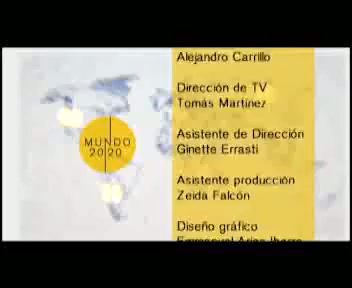 Alejandro Carrillo
Dirección de TV
Tomás Martínez
MUNDO
20 20
Asistente de Dirección
Ginette Errasti
Asistente producción
Zeida Falcón
Diseño gráfico